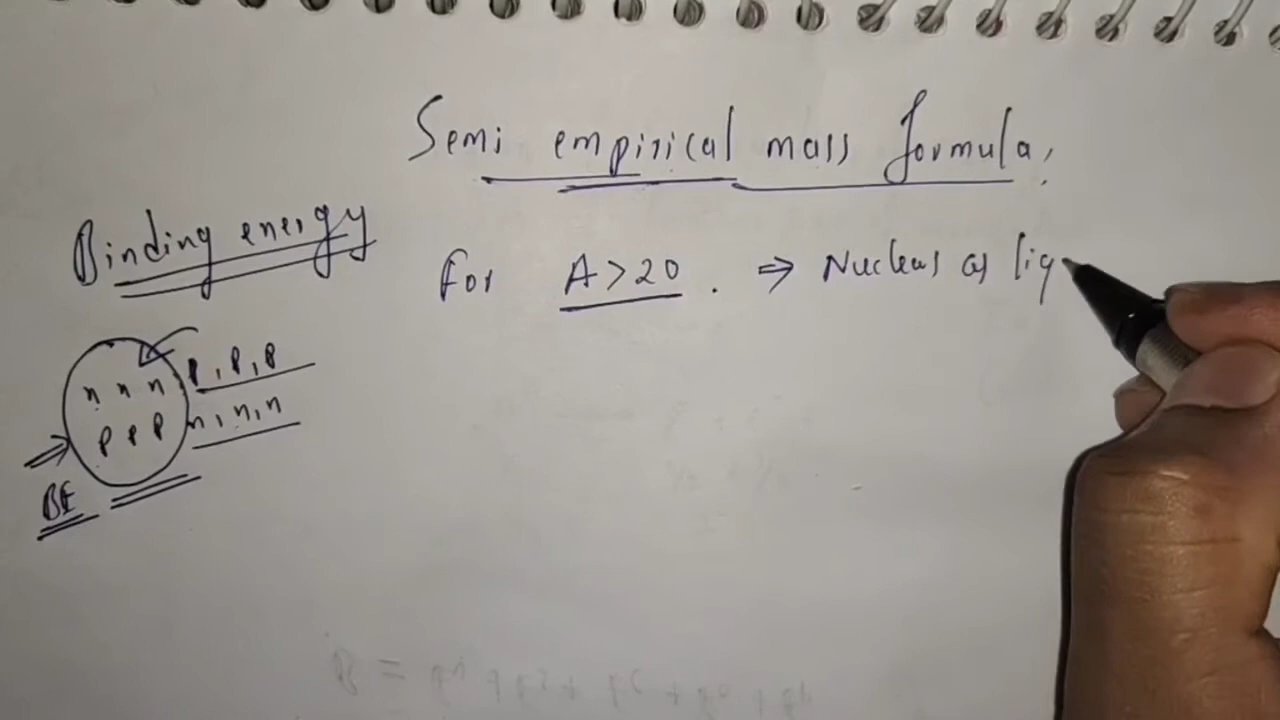 Semi empirical mass formula,
Binding energy
For A > 20 . ⇒ Nucleus as liq
n n n p, p, p
p p p n, n, n
BE